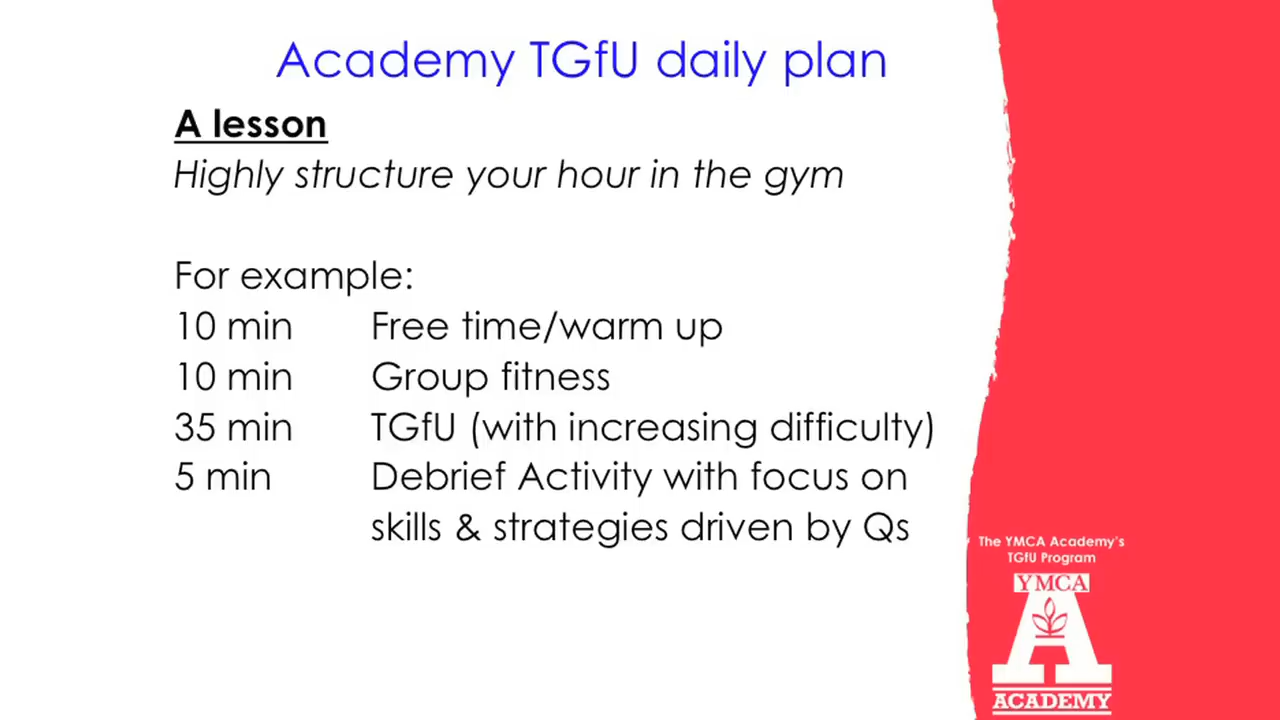 Academy TGfU daily plan
A lesson
Highly structure your hour in the gym
For example:
10 min Free time/warm up
10 min Group fitness
35 min TGfU (with increasing difficulty)
5 min Debrief Activity with focus on
skills & strategies driven by Qs
The YMCA Academy's
TGfU Program
YMCA
A
ACADEMY